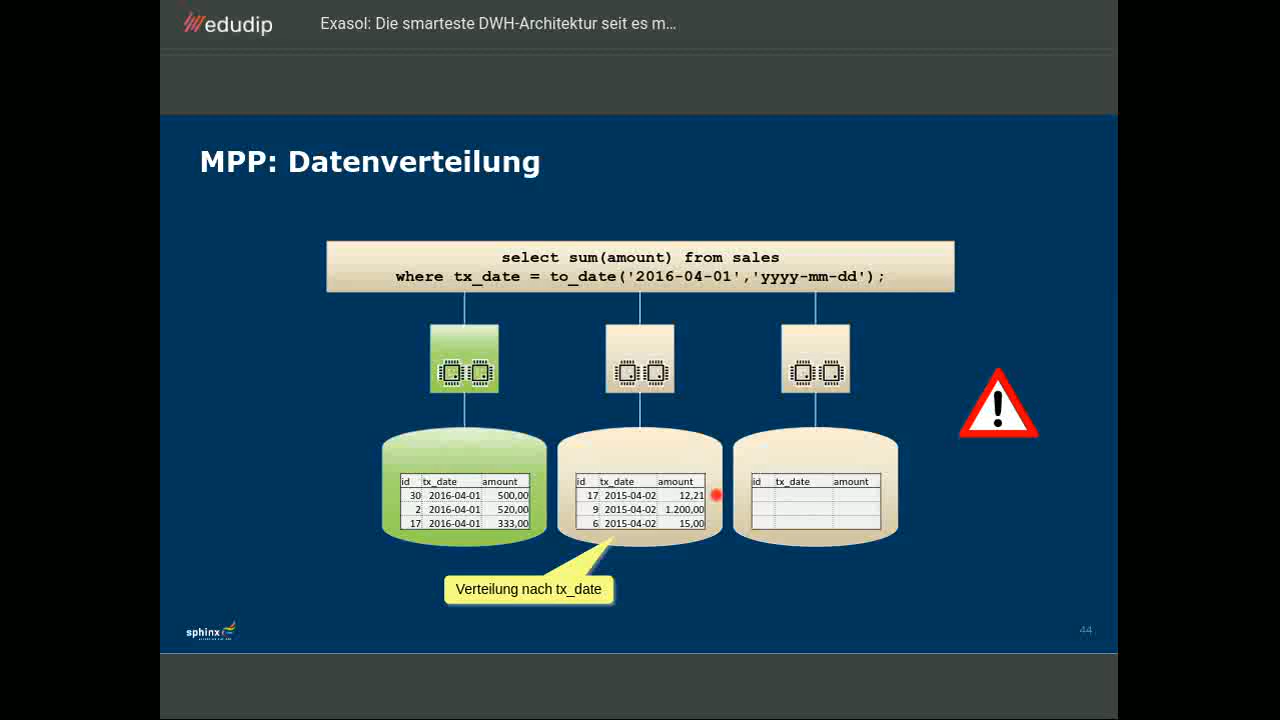 edudip
Exasol: Die smarteste DWH-Architektur seit es m...
MPP: Datenverteilung
select sum(amount) from sales
where tx_date = to_date('2016-04-01','yyyy-mm-dd');
id tx_date amount
30 2016-04-01 500,00
2 2016-04-01 520,00
17 2016-04-01 333,00
id tx_date amount
17 2015-04-02 12,21
9 2015-04-02 1.200,00
6 2015-04-02 15,00
id tx_date amount
Verteilung nach tx_date
sphinx
44